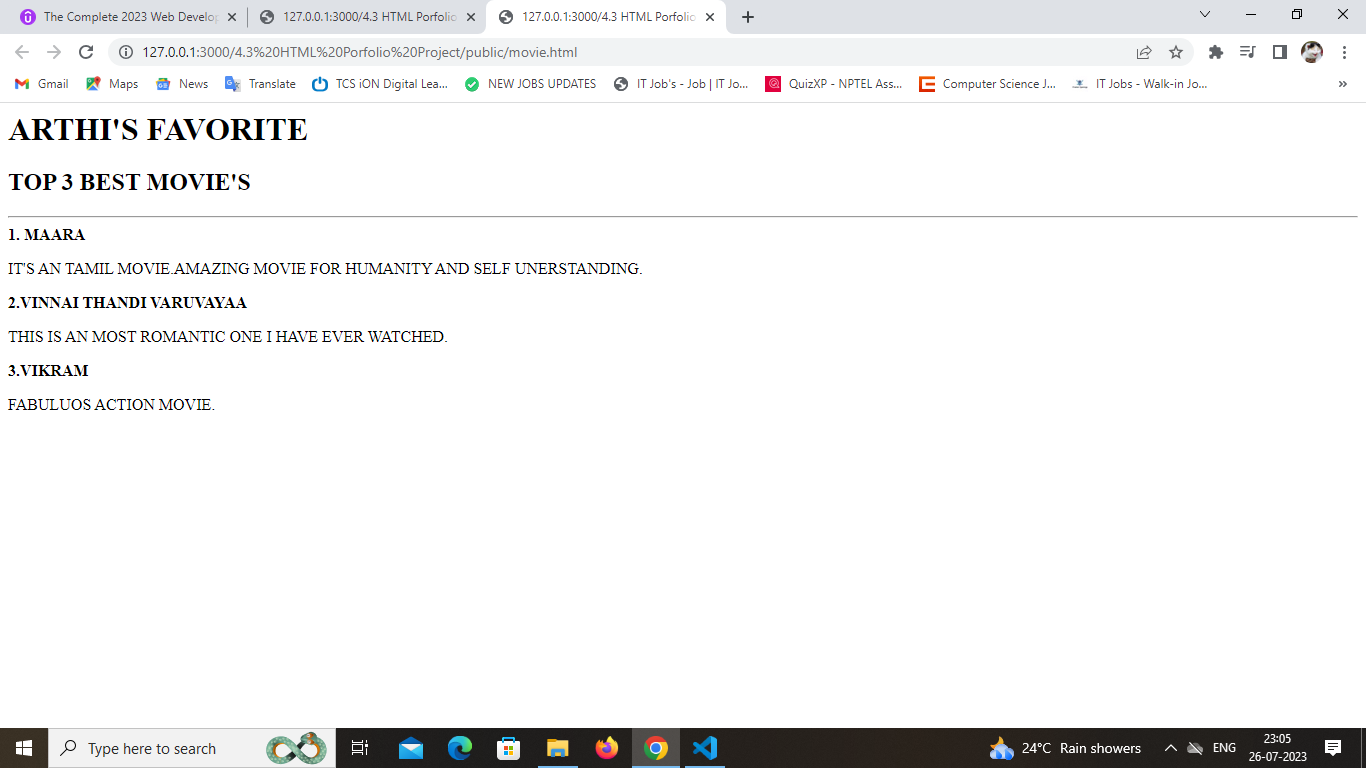 The Complete 2023 Web Develop
127.0.0.1:3000/4.3 HTML Porfolio
127.0.0.1:3000/4.3 HTML Porfolio
127.0.0.1:3000/4.3%20HTML%20Porfolio%20Project/public/movie.html
Gmail Maps News Translate TCS iON Digital Lea... NEW JOBS UPDATES IT Job's - Job | IT Jo... QuizXP - NPTEL Ass... Computer Science J... IT Jobs - Walk-in Jo... »
ARTHI'S FAVORITE
TOP 3 BEST MOVIE'S
1. MAARA
IT'S AN TAMIL MOVIE.AMAZING MOVIE FOR HUMANITY AND SELF UNERSTANDING.
2.VINNAI THANDI VARUVAYAA
THIS IS AN MOST ROMANTIC ONE I HAVE EVER WATCHED.
3.VIKRAM
FABULUOS ACTION MOVIE.
Type here to search
24°C Rain showers
ENG
23:05
26-07-2023